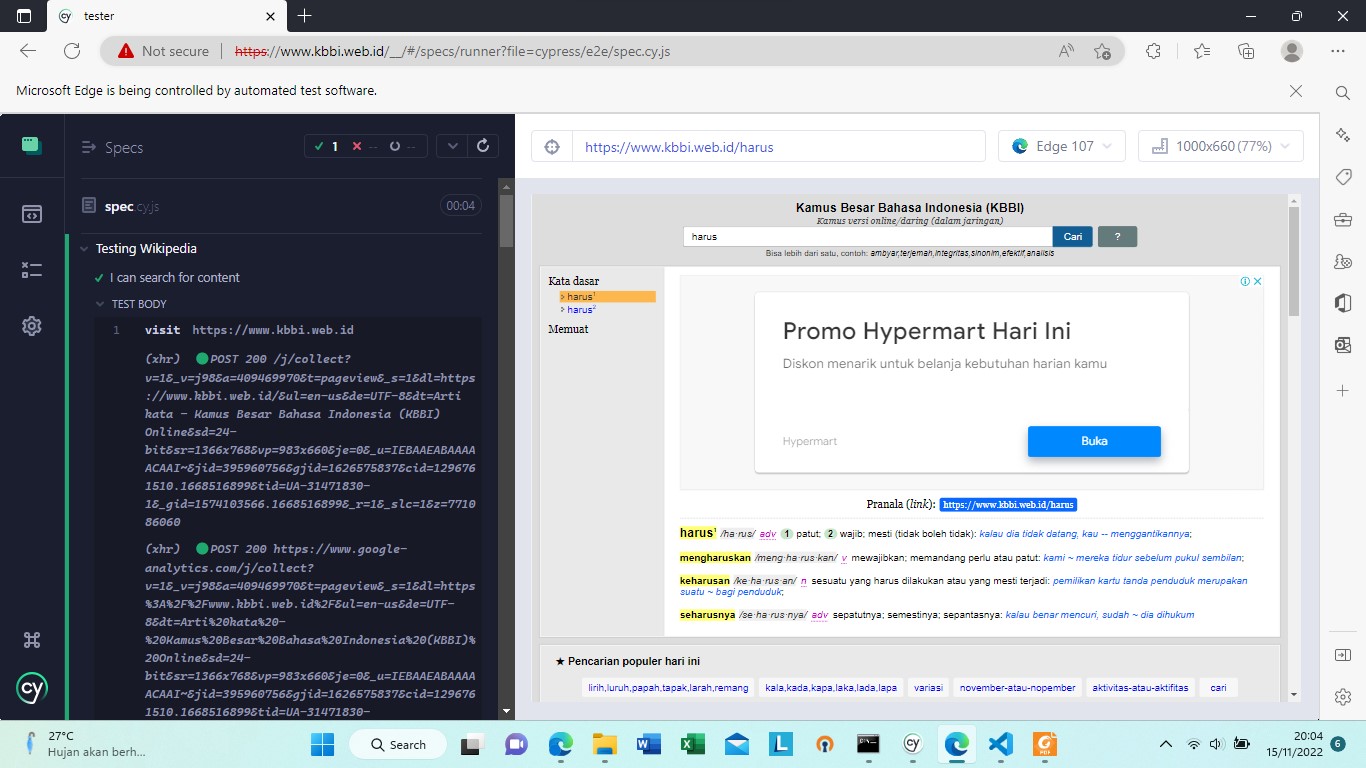 tester
Not secure https://www.kbbi.web.id/__/#/specs/runner?file=cypress/e2e/spec.cy.js
Microsoft Edge is being controlled by automated test software.
Specs
1 -- --
spec cy.js 00:04
Testing Wikipedia
I can search for content
TEST BODY
1 visit https://www.kbbi.web.id
(xhr) POST 200 /j/collect?
v=1&_v=j98&a=409469970&t=pageview&_s=1&dl=https
://www.kbbi.web.id/&ul=en-us&de=UTF-8&dt=Arti
kata - Kamus Besar Bahasa Indonesia (KBBI)
Online&sd=24-
bit&sr=1366x768&vp=983x660&je=0&_u=IEBAAEABAAAA
ACAAI~&jid=395960756&gjid=1626575837&cid=129676
1510.1668516899&tid=UA-31471830-
1&_gid=1574103566.1668516899&_r=1&_slc=1&z=7710
86060
(xhr) POST 200 https://www.google-
analytics.com/j/collect?
v=1&_v=j98&a=409469970&t=pageview&_s=1&dl=https
%3A%2F%2Fwww.kbbi.web.id%2F&ul=en-us&de=UTF-
8&dt=Arti%20kata%20-
%20Kamus%20Besar%20Bahasa%20Indonesia%20(KBBI)%
20Online&sd=24-
bit&sr=1366x768&vp=983x660&je=0&_u=IEBAAEABAAAA
ACAAI~&jid=395960756&gjid=1626575837&cid=129676
1510.1668516899&tid=UA-31471830-
cy
https://www.kbbi.web.id/harus Edge 107 1000x660 (77%)
Kamus Besar Bahasa Indonesia (KBBI)
Kamus versi online/daring (dalam jaringan)
harus Cari ?
Bisa lebih dari satu, contoh: ambyar,terjemah,integritas,sinonim,efektif,analisis
Kata dasar
harus¹
harus²
Memuat
Promo Hypermart Hari Ini
Diskon menarik untuk belanja kebutuhan harian kamu
Hypermart Buka
Pranala (link): https://www.kbbi.web.id/harus
harus¹ /ha·rus/ adv 1 patut; 2 wajib; mesti (tidak boleh tidak): kalau dia tidak datang, kau -- menggantikannya;
mengharuskan /meng·ha·rus·kan/ v mewajibkan; memandang perlu atau patut: kami ~ mereka tidur sebelum pukul sembilan;
keharusan /ke·ha·rus·an/ n sesuatu yang harus dilakukan atau yang mesti terjadi: pemilikan kartu tanda penduduk merupakan
suatu ~ bagi penduduk;
seharusnya /se·ha·rus·nya/ adv sepatutnya; semestinya; sepantasnya: kalau benar mencuri, sudah ~ dia dihukum
★ Pencarian populer hari ini
lirih,luruh,papah,tapak,larah,remang kala,kada,kapa,laka,lada,lapa variasi november-atau-nopember aktivitas-atau-aktifitas cari
27°C
Hujan akan berh...
Search
20:04
15/11/2022 6